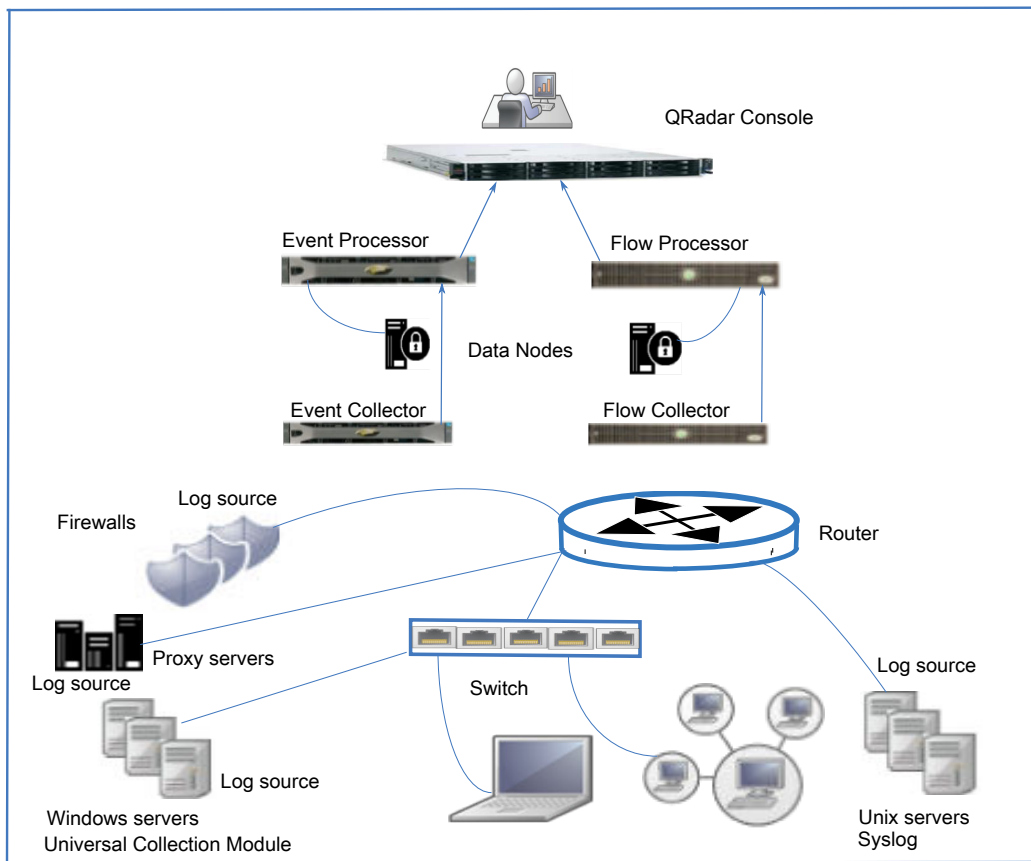 QRadar Console
Event Processor
Flow Processor
Data Nodes
Event Collector
Flow Collector
Log source
Firewalls
Router
Proxy servers
Log source
Switch
Log source
Log source
Windows servers
Universal Collection Module
Unix servers
Syslog